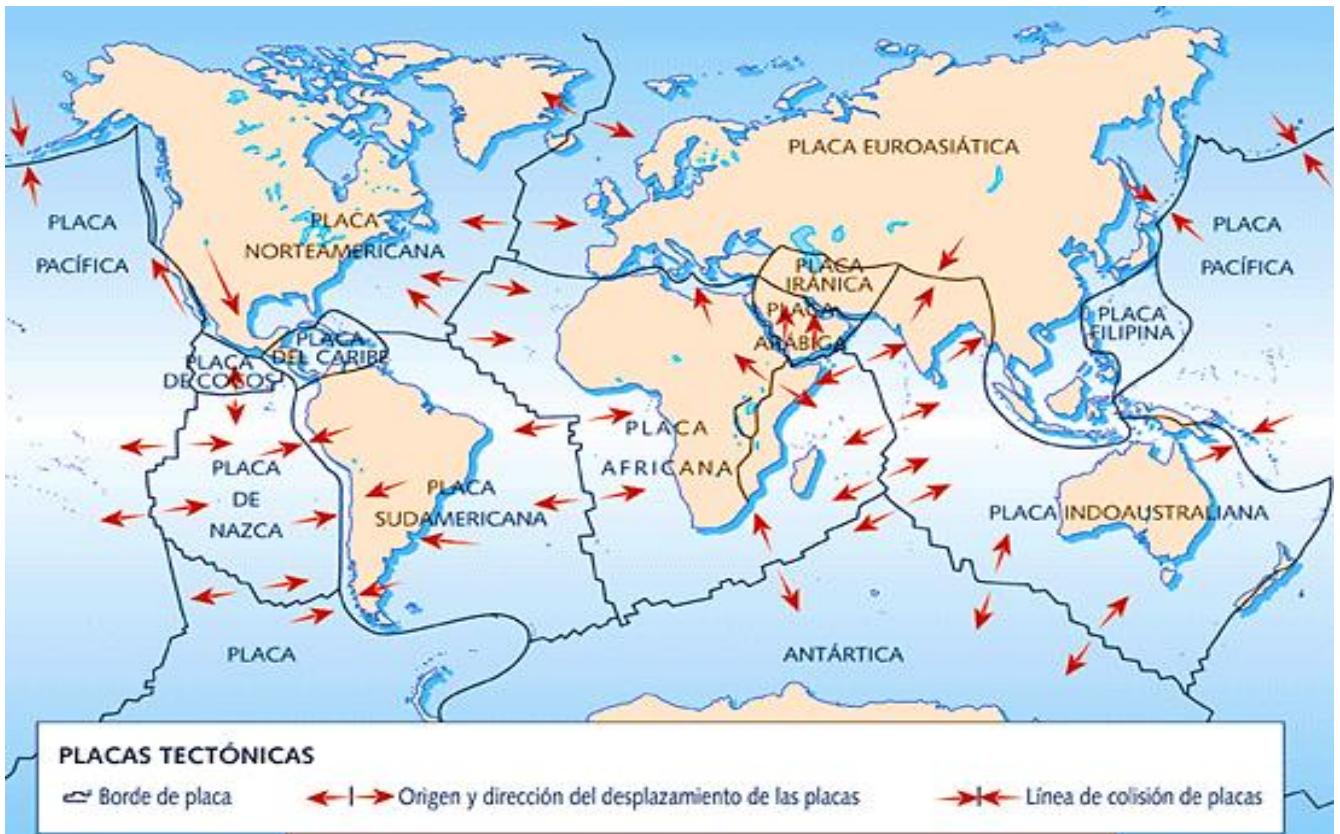 PLACA EUROASIÁTICA
PLACA
NORTEAMERICANA
PLACA
PACÍFICA
PLACA
PACÍFICA
PLACA
IRÁNICA
PLACA
ARÁBIGA
PLACA
FILIPINA
PLACA
DEL CARIBE
PLACA
DE COCOS
PLACA
AFRICANA
PLACA
DE
NAZCA
PLACA
SUDAMERICANA
PLACA INDOAUSTRALIANA
PLACA ANTÁRTICA
PLACAS TECTÓNICAS
Borde de placa
Origen y dirección del desplazamiento de las placas
Línea de colisión de placas